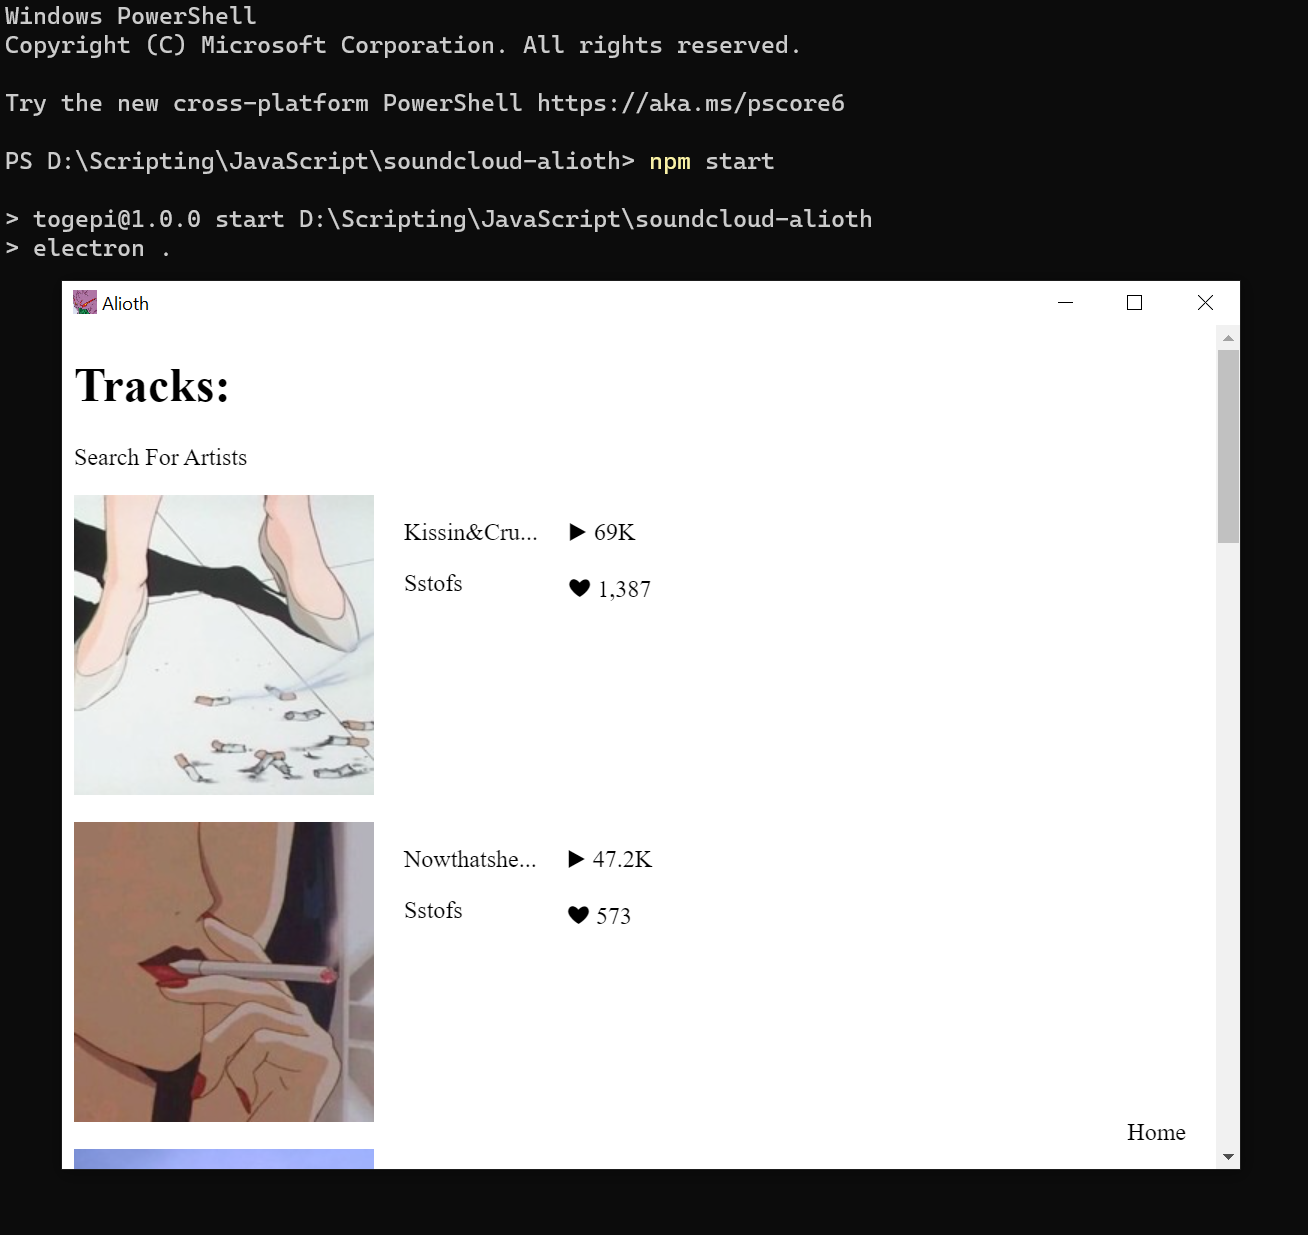 Windows PowerShell
Copyright (C) Microsoft Corporation. All rights reserved.
Try the new cross-platform PowerShell https://aka.ms/pscore6
PS D:\Scripting\JavaScript\soundcloud-alioth> npm start
> togepi@1.0.0 start D:\Scripting\JavaScript\soundcloud-alioth
> electron .
Alioth
Tracks:
Search For Artists
Kissin&Cru... ▶ 69K
Sstofs ♥ 1,387
Nowthatshe... ▶ 47.2K
Sstofs ♥ 573
Home